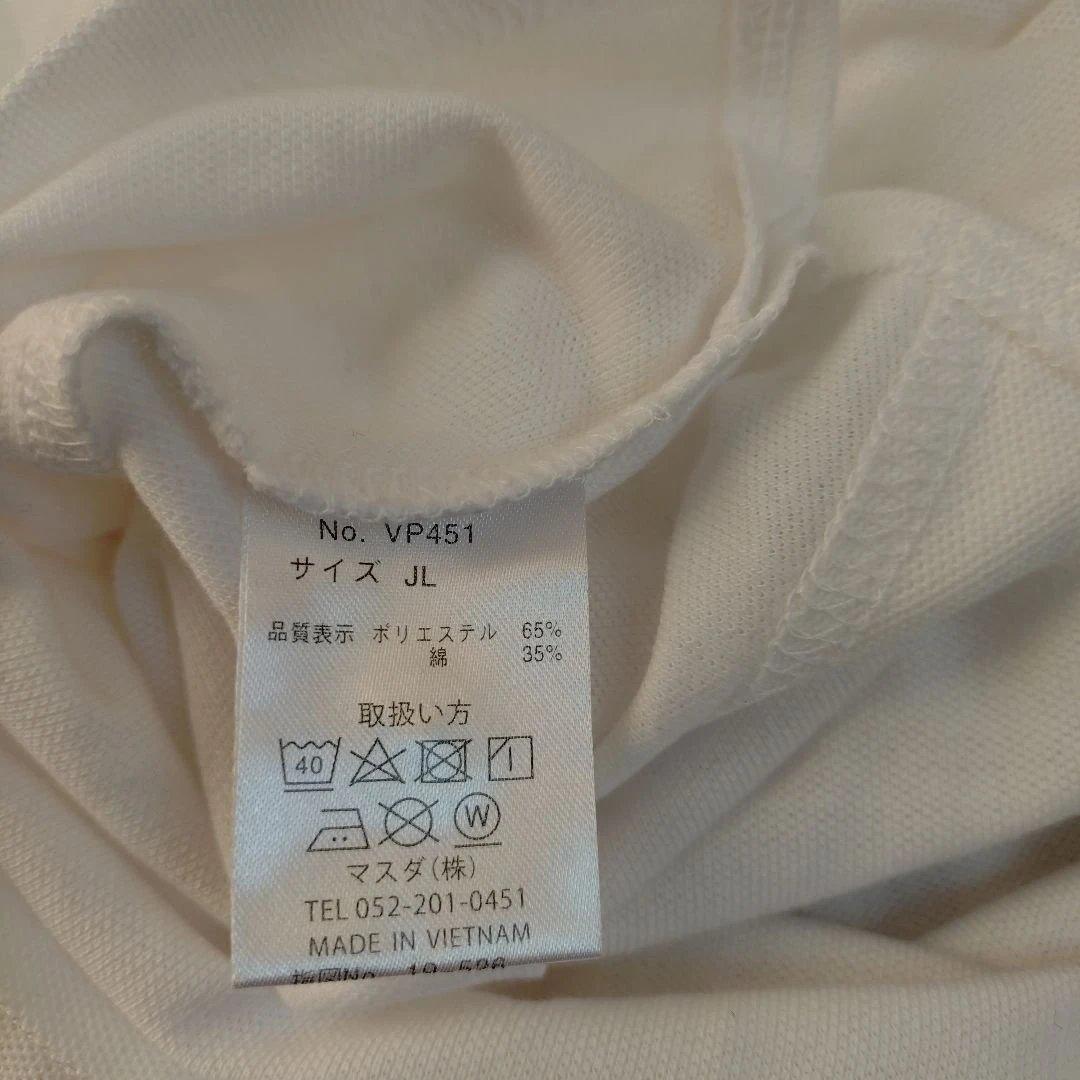 No. VP451
サイズ JL
品質表示 ポリエステル 65%
綿 35%
取扱い方
40
W
マスダ(株)
TEL 052-201-0451
MADE IN VIETNAM